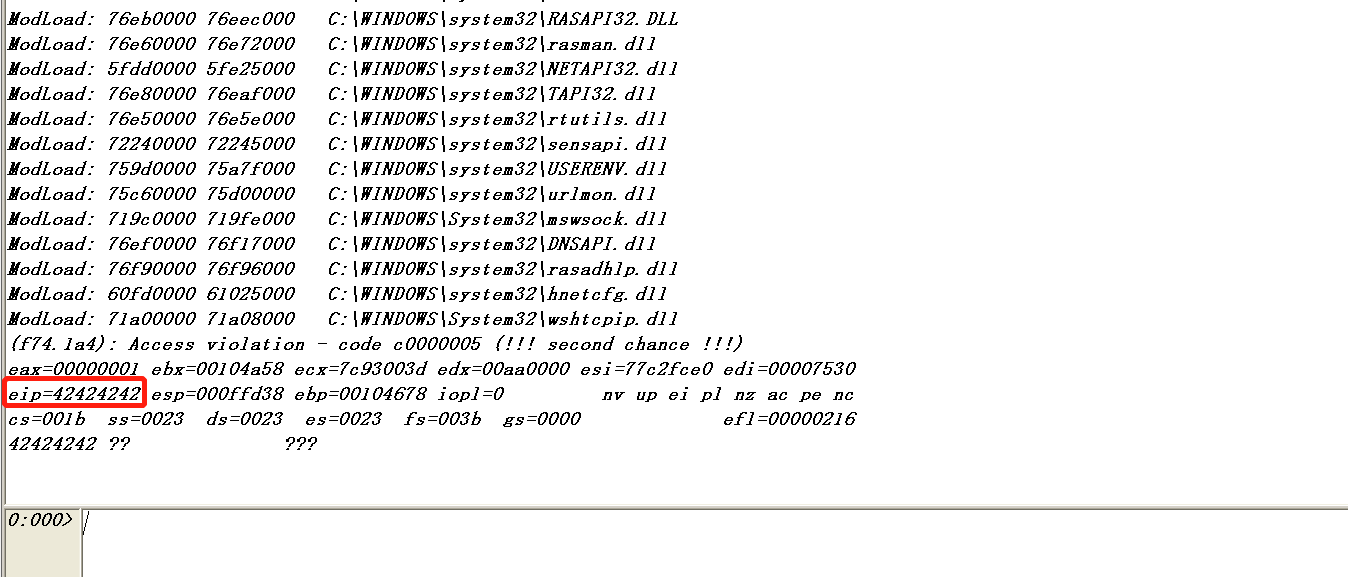 ModLoad: 76eb0000 76eec000   C:\WINDOWS\system32\RASAPI32.DLL
ModLoad: 76e60000 76e72000   C:\WINDOWS\system32\rasman.dll
ModLoad: 5fdd0000 5fe25000   C:\WINDOWS\system32\NETAPI32.dll
ModLoad: 76e80000 76eaf000   C:\WINDOWS\system32\TAPI32.dll
ModLoad: 76e50000 76e5e000   C:\WINDOWS\system32\rtutils.dll
ModLoad: 72240000 72245000   C:\WINDOWS\system32\sensapi.dll
ModLoad: 759d0000 75a7f000   C:\WINDOWS\system32\USERENV.dll
ModLoad: 75c60000 75d00000   C:\WINDOWS\system32\urlmon.dll
ModLoad: 719c0000 719fe000   C:\WINDOWS\System32\mswsock.dll
ModLoad: 76ef0000 76f17000   C:\WINDOWS\system32\DNSAPI.dll
ModLoad: 76f90000 76f96000   C:\WINDOWS\system32\rasadhlp.dll
ModLoad: 60fd0000 61025000   C:\WINDOWS\system32\hnetcfg.dll
ModLoad: 71a00000 71a08000   C:\WINDOWS\System32\wshtcpip.dll
(f74.1a4): Access violation - code c0000005 (!!! second chance !!!)
eax=00000001 ebx=00104a58 ecx=7c93003d edx=00aa0000 esi=77c2fce0 edi=00007530
eip=42424242 esp=000ffd38 ebp=00104678 iopl=0         nv up ei pl nz ac pe nc
cs=001b  ss=0023  ds=0023  es=0023  fs=003b  gs=0000             efl=00000216
42424242 ??              ???
0:000>